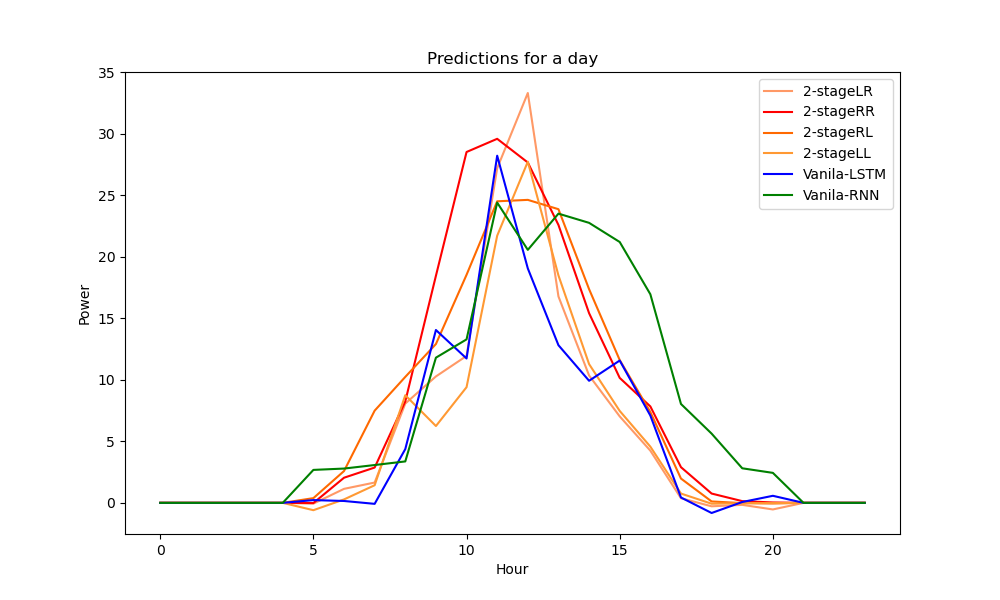 Predictions for a day
35
30
25
20
15
10
5
0
Power
0 5 10 15 20
Hour
2-stageLR
2-stageRR
2-stageRL
2-stageLL
Vanila-LSTM
Vanila-RNN